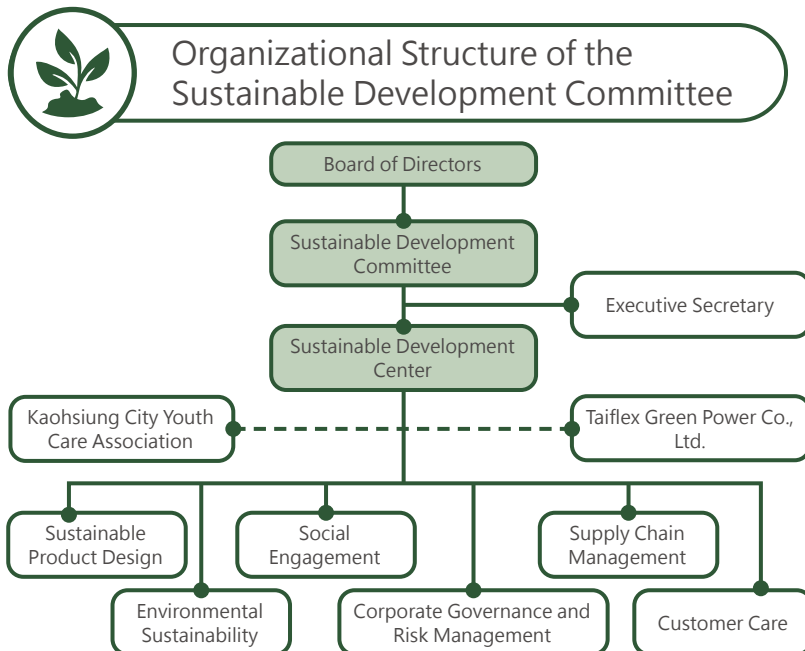 Organizational Structure of the
Sustainable Development Committee
Board of Directors
Sustainable Development
Committee
Executive Secretary
Sustainable Development
Center
Kaohsiung City Youth
Care Association
Taiflex Green Power Co.,
Ltd.
Sustainable
Product Design
Social
Engagement
Supply Chain
Management
Environmental
Sustainability
Corporate Governance and
Risk Management
Customer Care